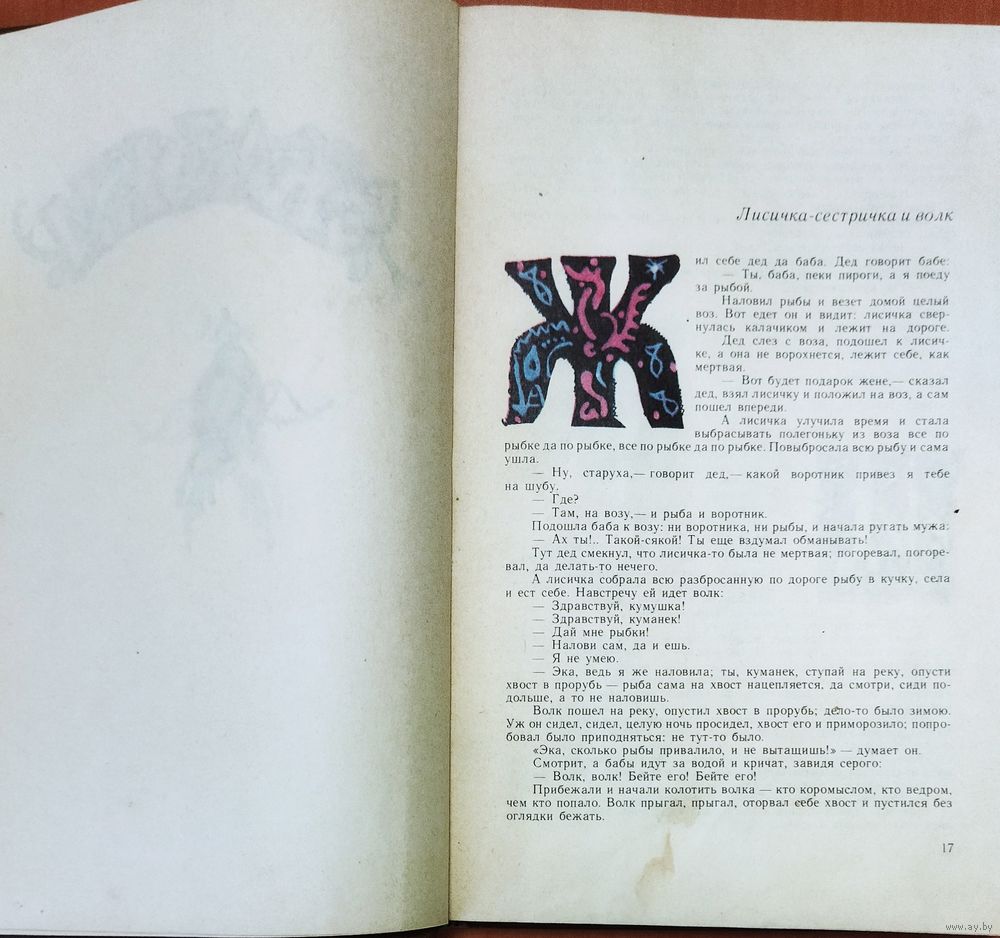 Лисичка-сестричка и волк
Жил себе дед да баба. Дед говорит бабе:
— Ты, баба, пеки пироги, а я поеду
за рыбой.
Наловил рыбы и везет домой целый
воз. Вот едет он и видит: лисичка свер-
нулась калачиком и лежит на дороге.
Дед слез с воза, подошел к лисич-
ке, а она не ворохнется, лежит себе, как
мертвая.
— Вот будет подарок жене,— сказал
дед, взял лисичку и положил на воз, а сам
пошел впереди.
А лисичка улучила время и стала
выбрасывать полегоньку из воза все по
рыбке да по рыбке, все по рыбке да по рыбке. Повыбросала всю рыбу и сама
ушла.
— Ну, старуха,— говорит дед,— какой воротник привез я тебе
на шубу.
— Где?
— Там, на возу,— и рыба и воротник.
Подошла баба к возу: ни воротника, ни рыбы, и начала ругать мужа:
— Ах ты!.. Такой-сякой! Ты еще вздумал обманывать!
Тут дед смекнул, что лисичка-то была не мертвая; погоревал, погоре-
вал, да делать-то нечего.
А лисичка собрала всю разбросанную по дороге рыбу в кучку, села
и ест себе. Навстречу ей идет волк:
— Здравствуй, кумушка!
— Здравствуй, куманек!
— Дай мне рыбки!
— Налови сам, да и ешь.
— Я не умею.
— Эка, ведь я же наловила; ты, куманек, ступай на реку, опусти
хвост в прорубь — рыба сама на хвост нацепляется, да смотри, сиди по-
дольше, а то не наловишь.
Волк пошел на реку, опустил хвост в прорубь; дело-то было зимою.
Уж он сидел, сидел, целую ночь просидел, хвост его и приморозило; попро-
бовал было приподняться: не тут-то было.
«Эка, сколько рыбы привалило, и не вытащишь!» — думает он.
Смотрит, а бабы идут за водой и кричат, завидя серого:
— Волк, волк! Бейте его! Бейте его!
Прибежали и начали колотить волка — кто коромыслом, кто ведром,
чем кто попало. Волк прыгал, прыгал, оторвал себе хвост и пустился без
оглядки бежать.
17
www.ay.by